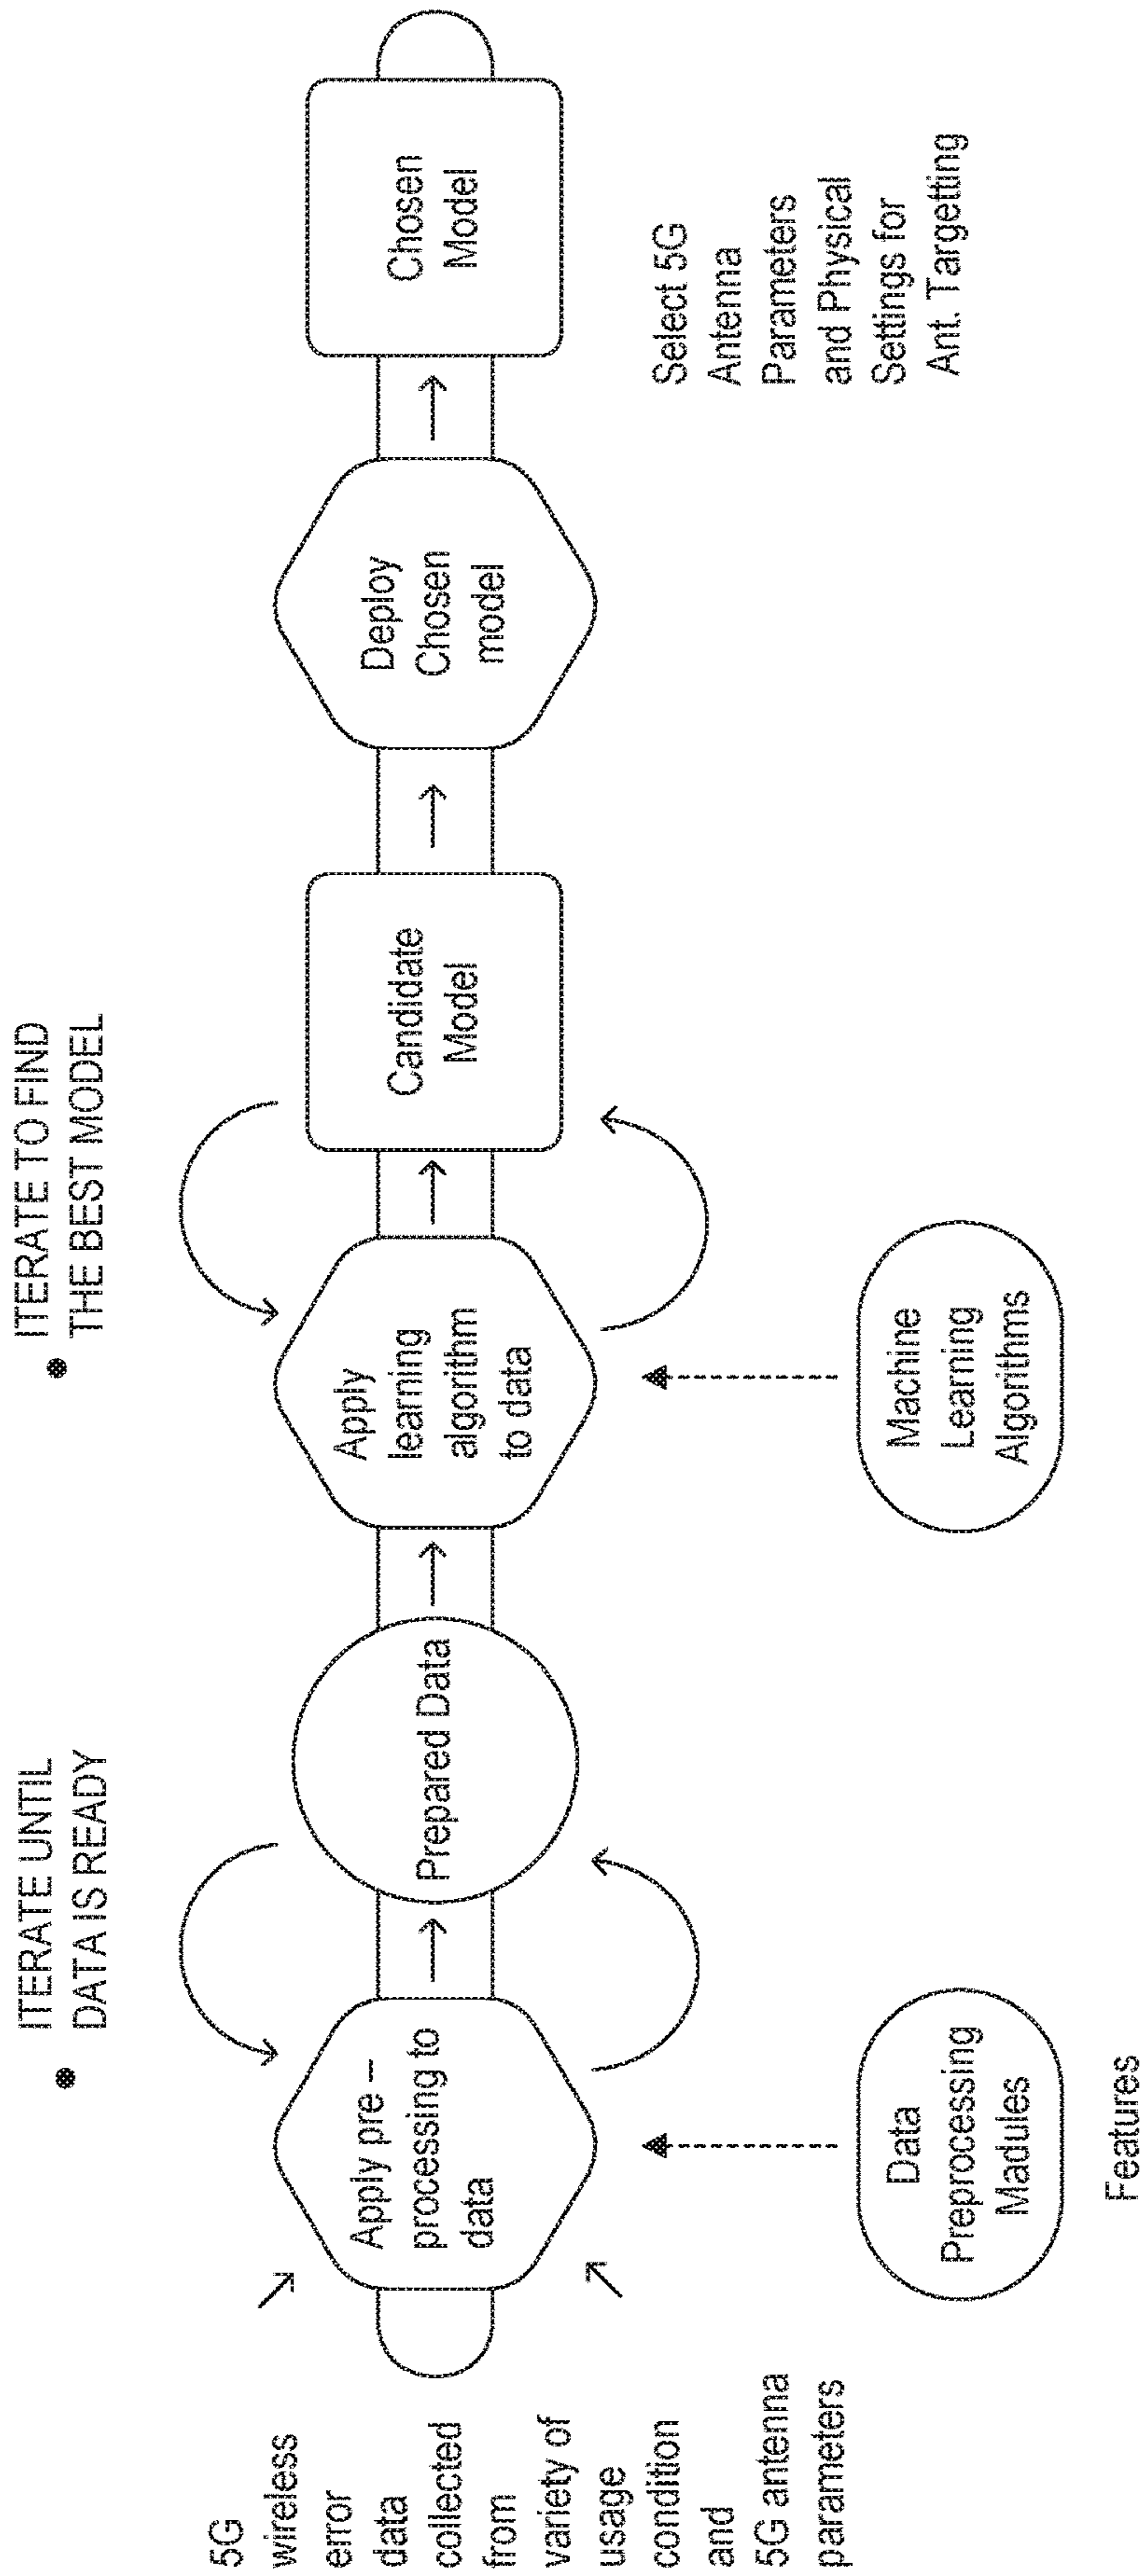 ITERATE UNTIL
DATA IS READY
ITERATE TO FIND
THE BEST MODEL
5G
wireless
error
data
collected
from
variety of
usage
condition
and
5G antenna
parameters
Apply pre –
processing to
data
Prepared Data
Apply
learning
algorithm
to data
Candidate
Model
Deploy
Chosen
model
Chosen
Model
Select 5G
Antenna
Parameters
and Physical
Settings for
Ant. Targetting
Data
Preprocessing
Madules
Machine
Learning
Algorithms
Features